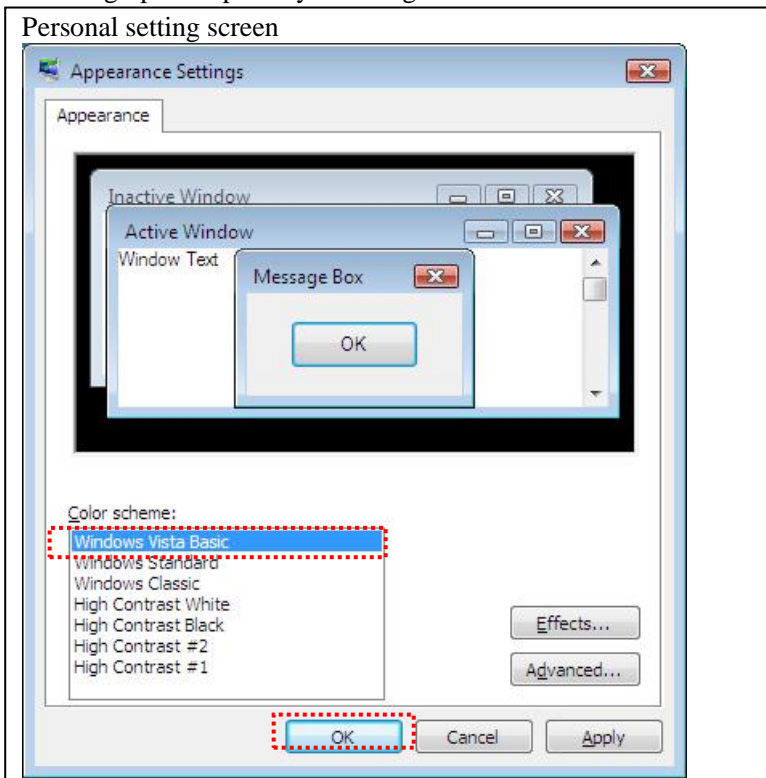 Personal setting screen
Appearance Settings
Appearance
Inactive Window
Active Window
Window Text
Message Box
OK
Color scheme:
Windows Vista Basic
Windows Standard
Windows Classic
High Contrast White
High Contrast Black
High Contrast #2
High Contrast #1
Effects...
Advanced...
OK Cancel Apply